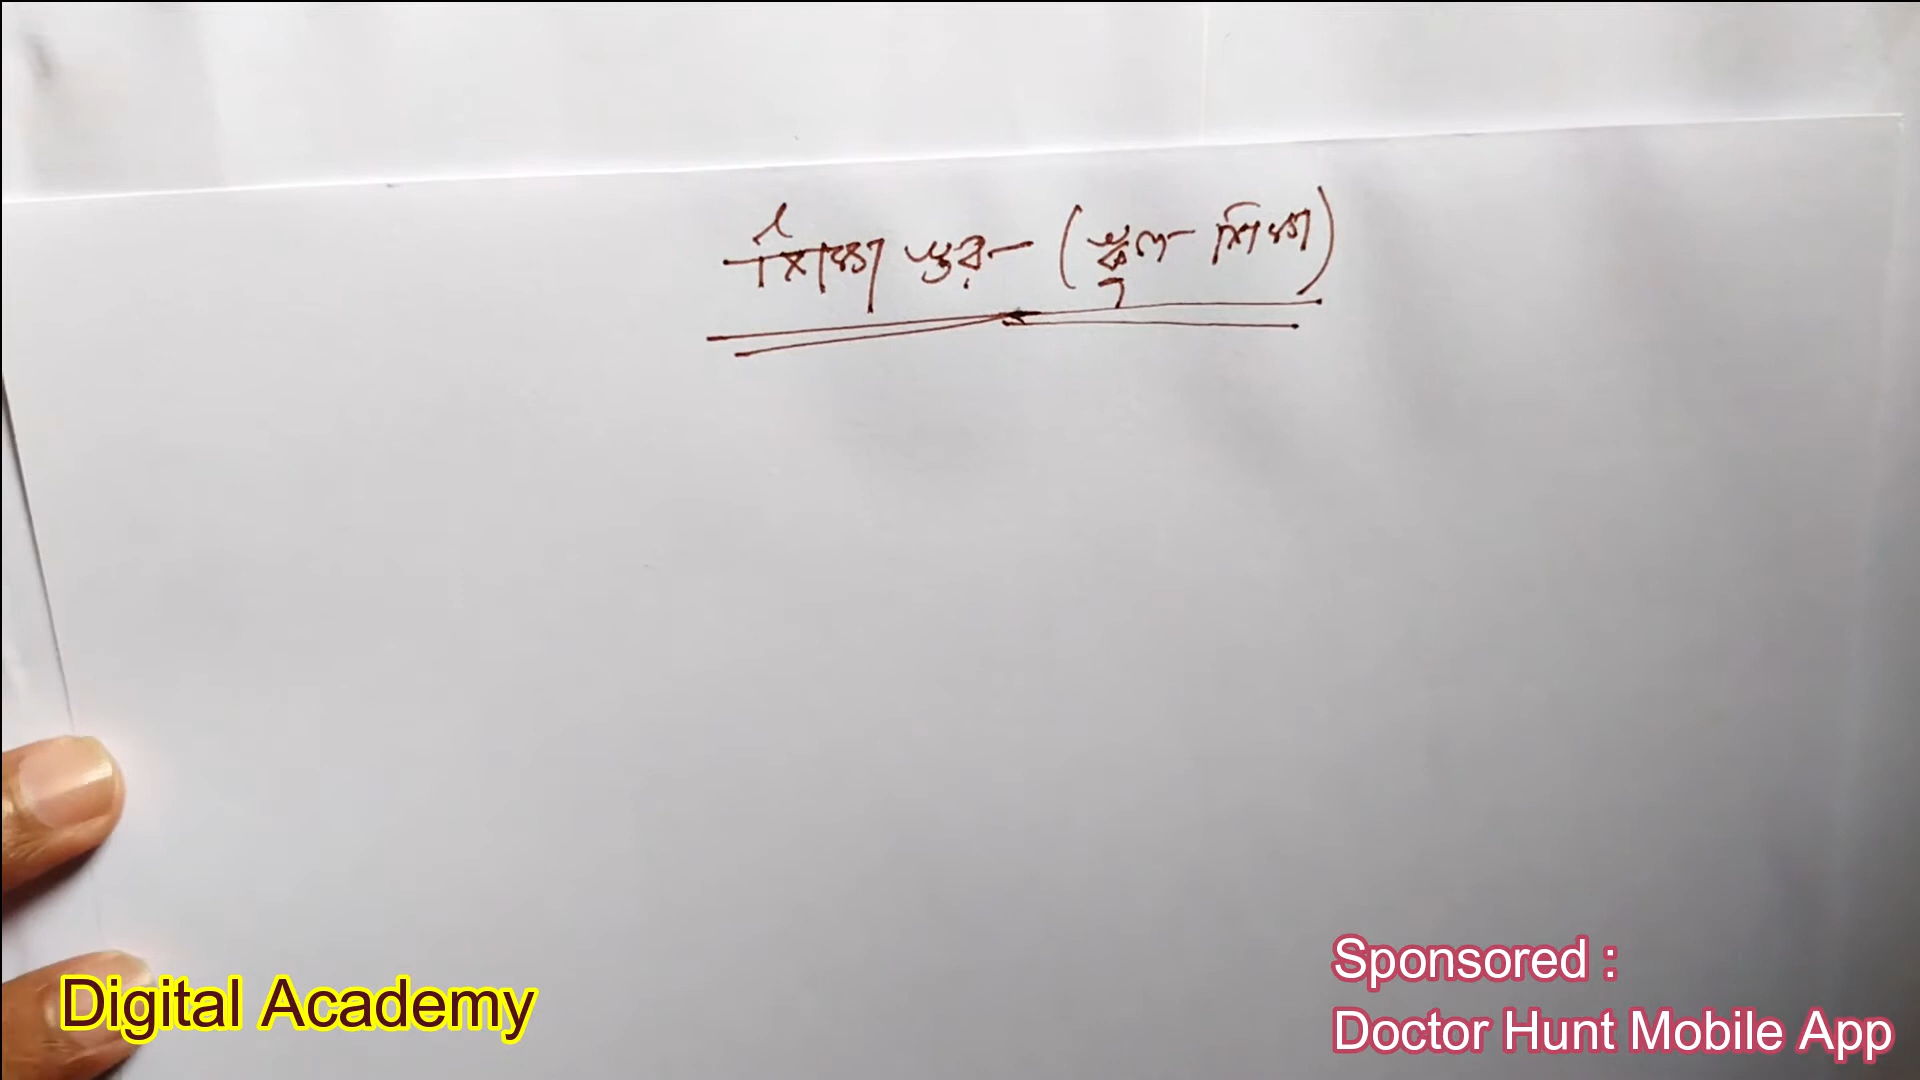 শিক্ষা স্তর (স্কুল শিক্ষা)
Digital Academy
Sponsored :
Doctor Hunt Mobile App